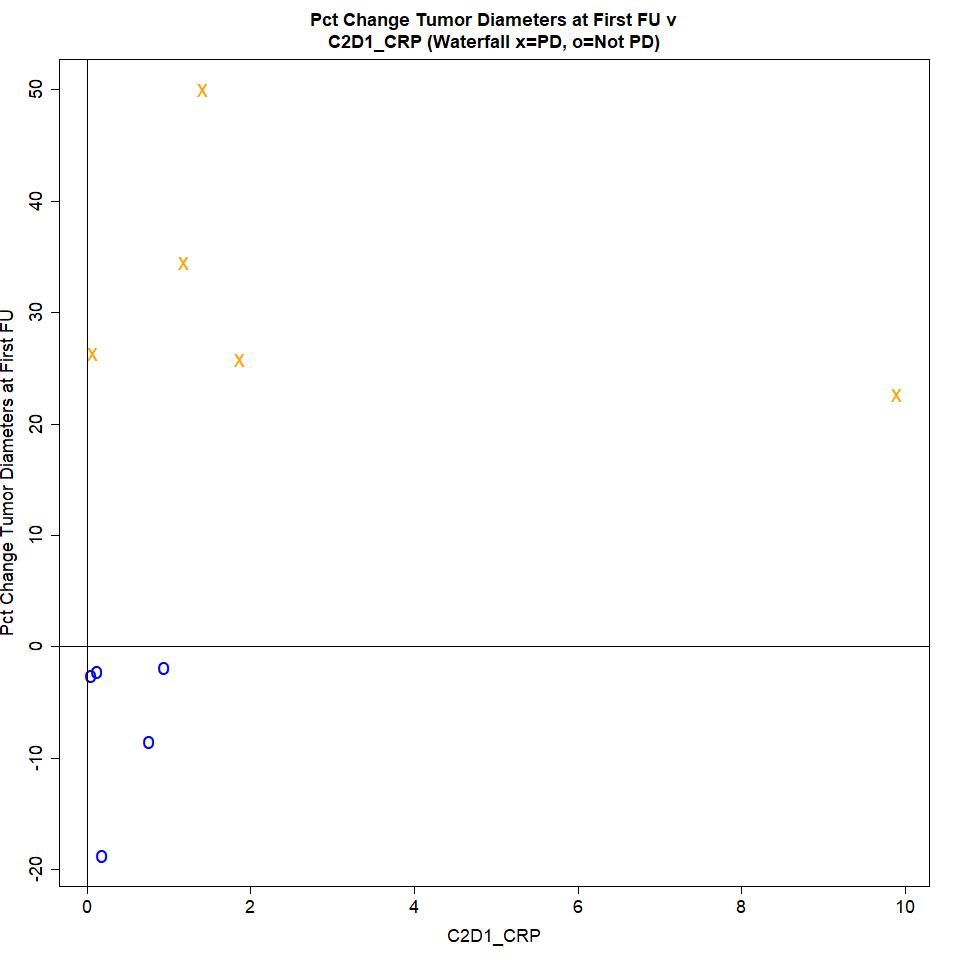 Pct Change Tumor Diameters at First FU v
C2D1_CRP (Waterfall x=PD, o=Not PD)
Pct Change Tumor Diameters at First FU
50
40
30
20
10
0
-10
-20
X
X
X
X
X
O
O
O
O
O
0 2 4 6 8 10
C2D1_CRP